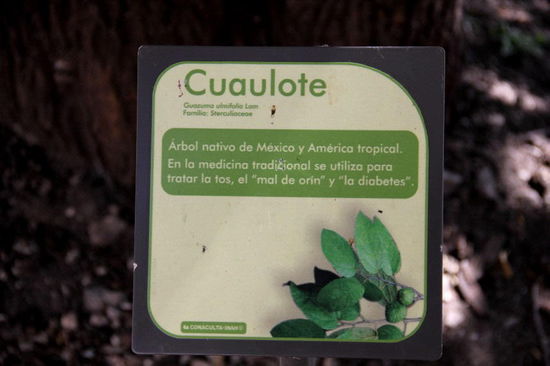 Cuaulote
Guazuma ulmifolia Lam
Familia: Sterculiaceae
Árbol nativo de México y América tropical.
En la medicina tradicional se utiliza para
tratar la tos, el "mal de orín" y "la diabetes".
CONACULTA-INAH